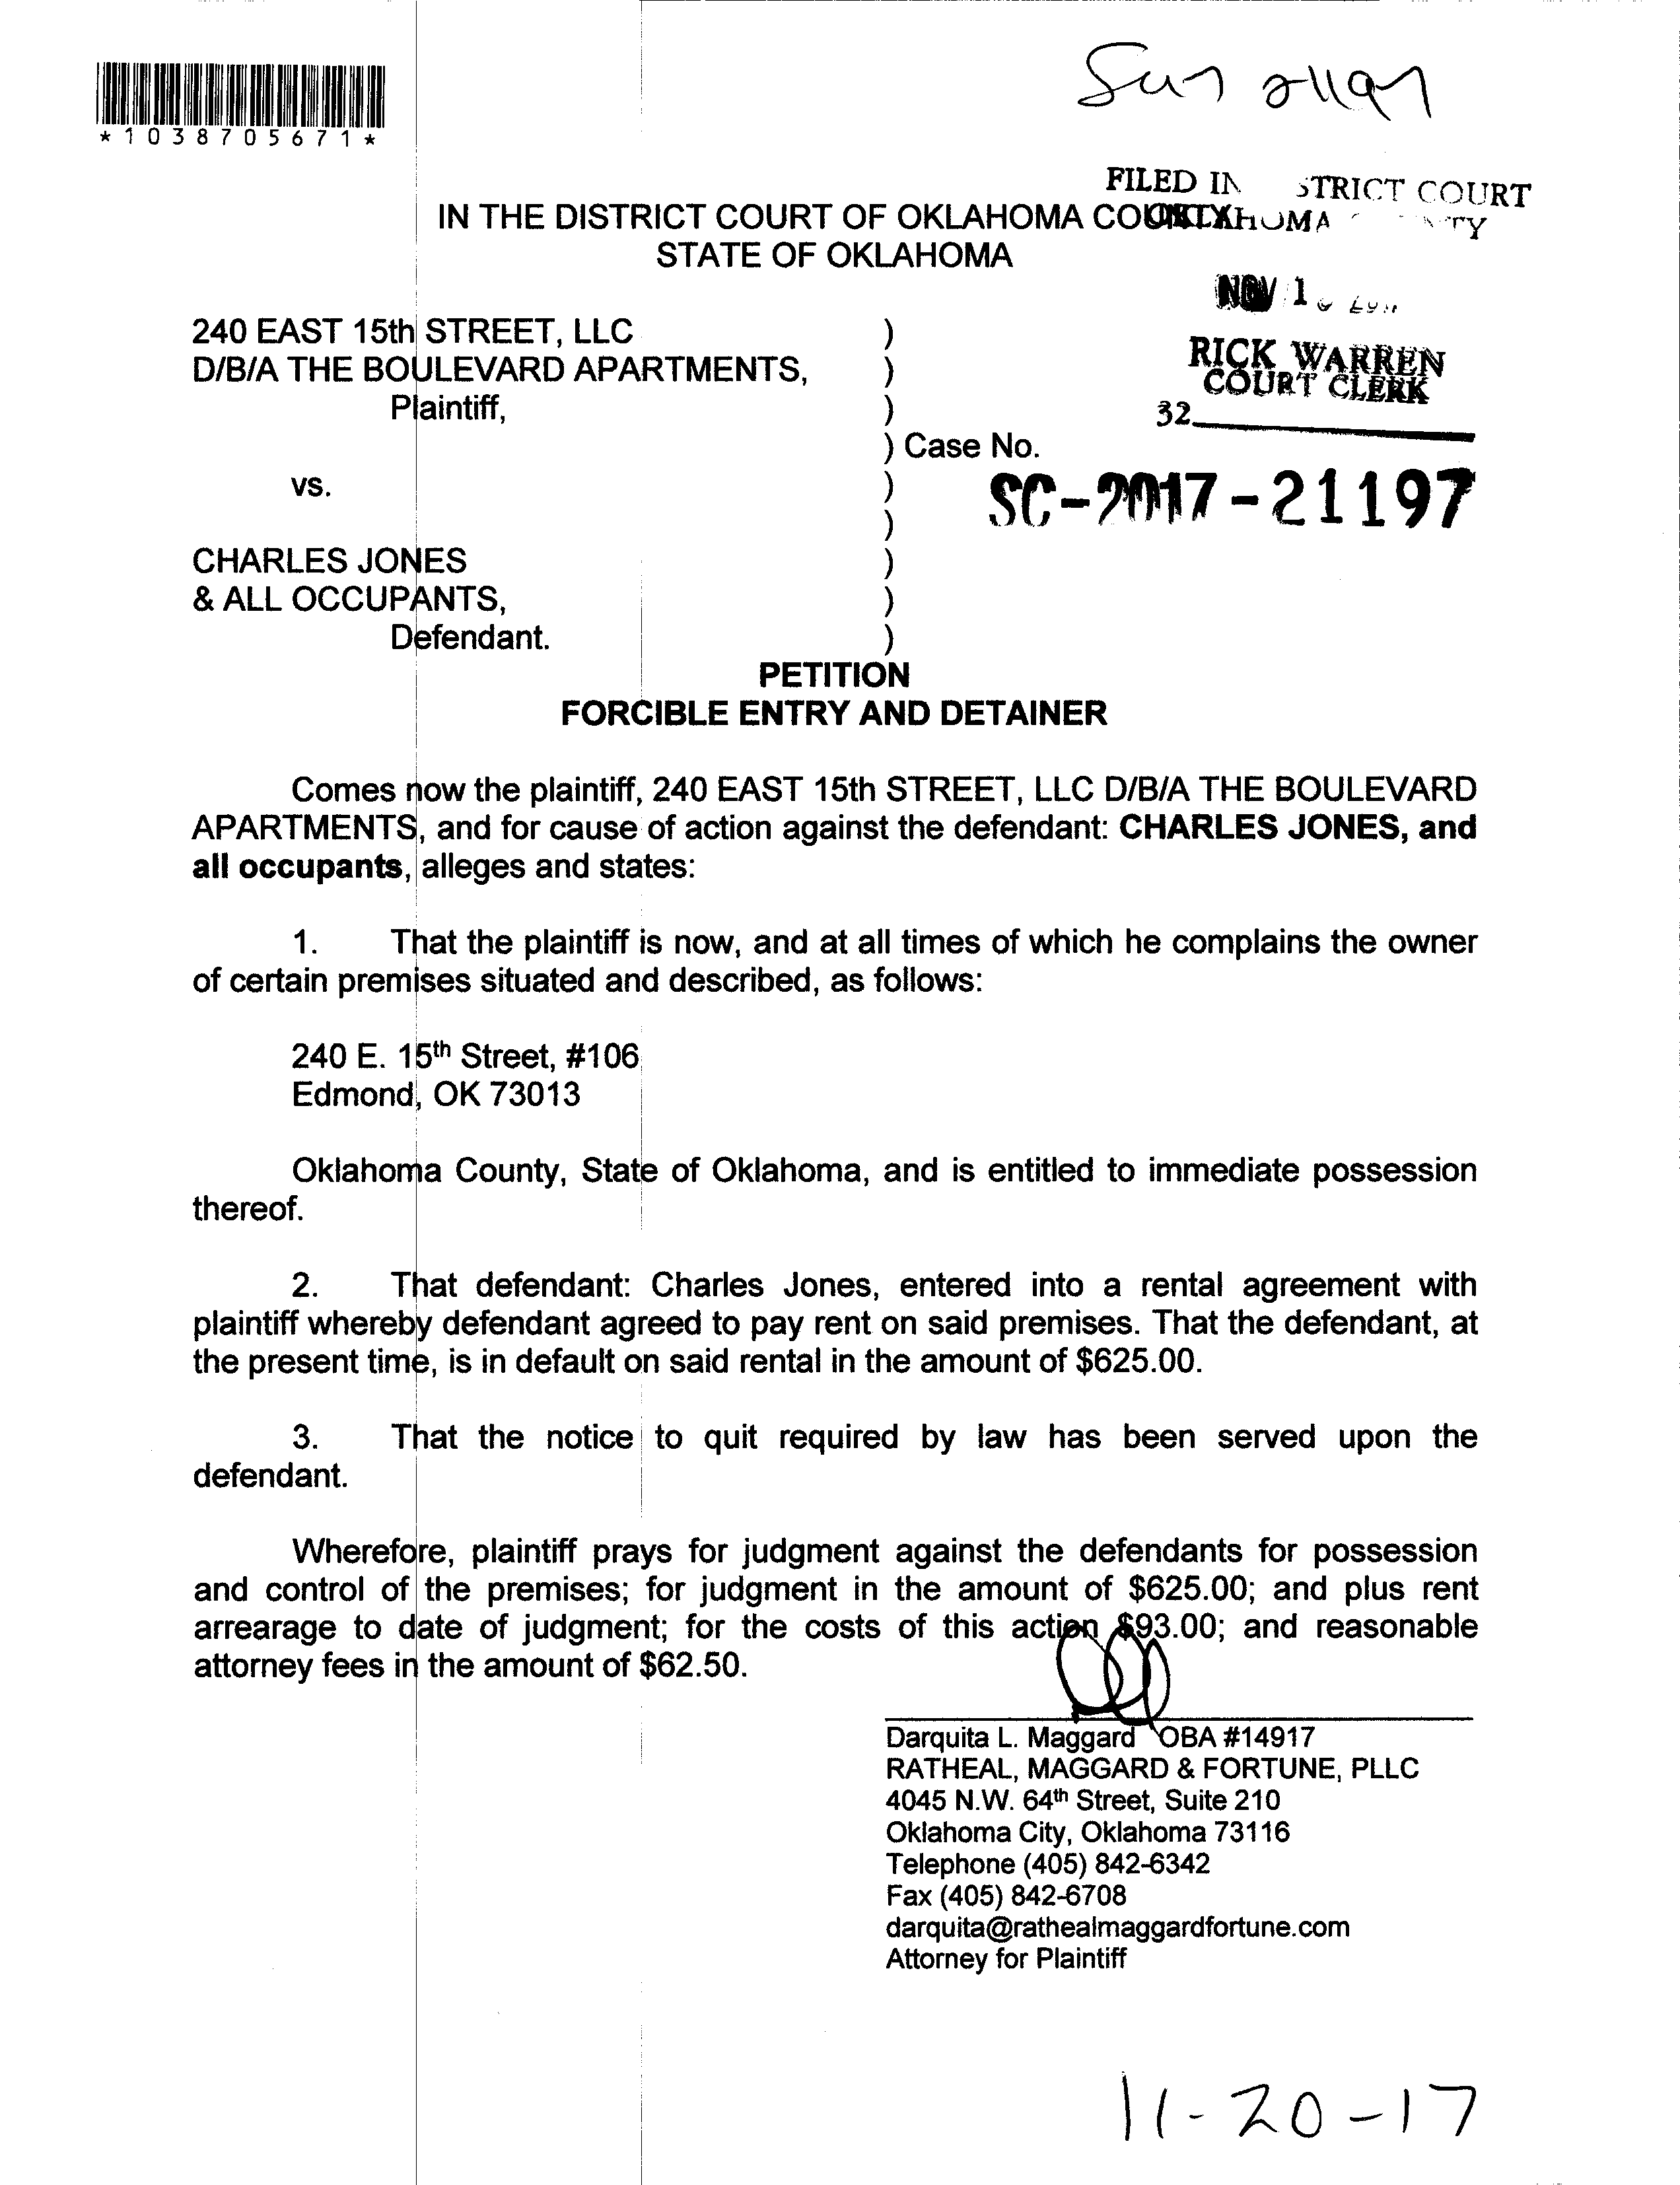 *1038705671*
FILED IN STRICT COURT
IN THE DISTRICT COURT OF OKLAHOMA COUNTY
STATE OF OKLAHOMA
NOV 1
240 EAST 15th STREET, LLC )
D/B/A THE BOULEVARD APARTMENTS, )
Plaintiff, )
RICK WARREN
COURT CLERK
32
) Case No.
vs. )
SC-2017-21197
)
CHARLES JONES )
& ALL OCCUPANTS, )
Defendant. )
PETITION
FORCIBLE ENTRY AND DETAINER
Comes now the plaintiff, 240 EAST 15th STREET, LLC D/B/A THE BOULEVARD
APARTMENTS, and for cause of action against the defendant: CHARLES JONES, and
all occupants, alleges and states:
1. That the plaintiff is now, and at all times of which he complains the owner
of certain premises situated and described, as follows:
240 E. 15th Street, #106
Edmond, OK 73013
Oklahoma County, State of Oklahoma, and is entitled to immediate possession
thereof.
2. That defendant: Charles Jones, entered into a rental agreement with
plaintiff whereby defendant agreed to pay rent on said premises. That the defendant, at
the present time, is in default on said rental in the amount of $625.00.
3. That the notice to quit required by law has been served upon the
defendant.
Wherefore, plaintiff prays for judgment against the defendants for possession
and control of the premises; for judgment in the amount of $625.00; and plus rent
arrearage to date of judgment; for the costs of this action $93.00; and reasonable
attorney fees in the amount of $62.50.
Darquita L. Maggard OBA #14917
RATHEAL, MAGGARD & FORTUNE, PLLC
4045 N.W. 64th Street, Suite 210
Oklahoma City, Oklahoma 73116
Telephone (405) 842-6342
Fax (405) 842-6708
darquita@rathealmaggardfortune.com
Attorney for Plaintiff
11-20-17